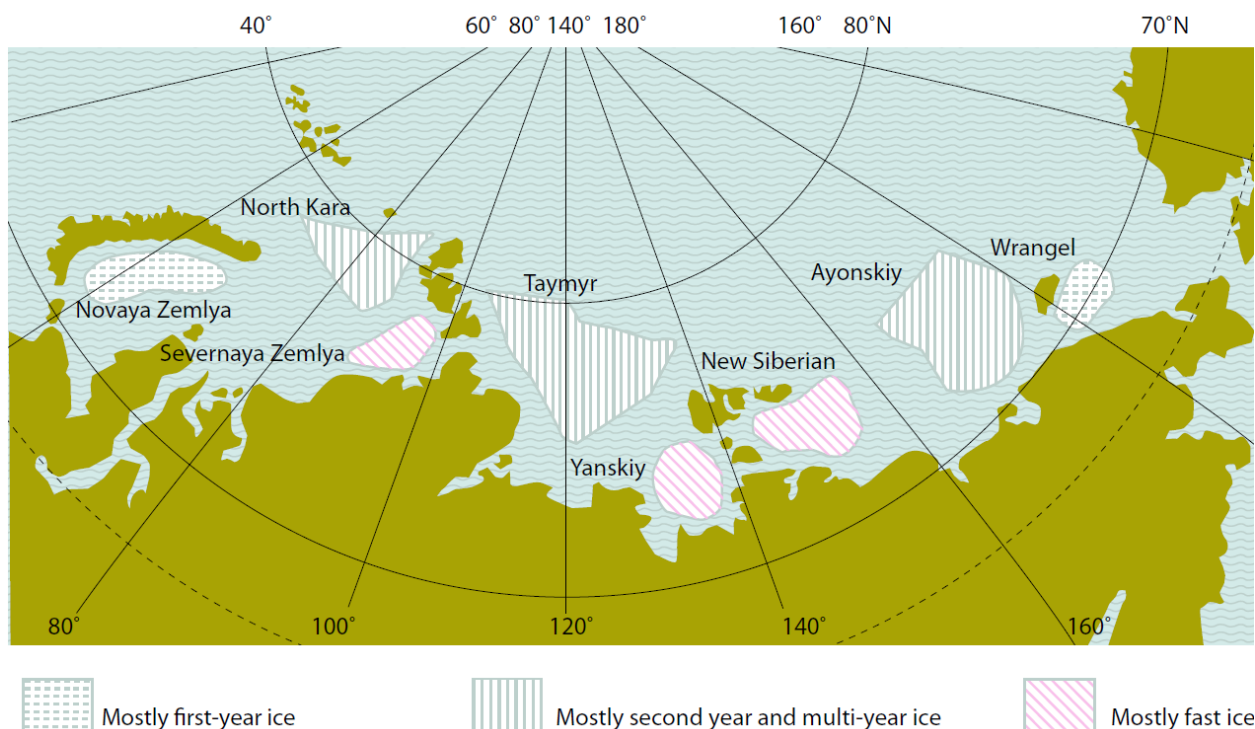 40° 60° 80° 140° 180° 160° 80°N 70°N
North Kara
Wrangel
Ayonskiy
Taymyr
Novaya Zemlya
Severnaya Zemlya
New Siberian
Yanskiy
80° 100° 120° 140° 160°
Mostly first-year ice
Mostly second year and multi-year ice
Mostly fast ice